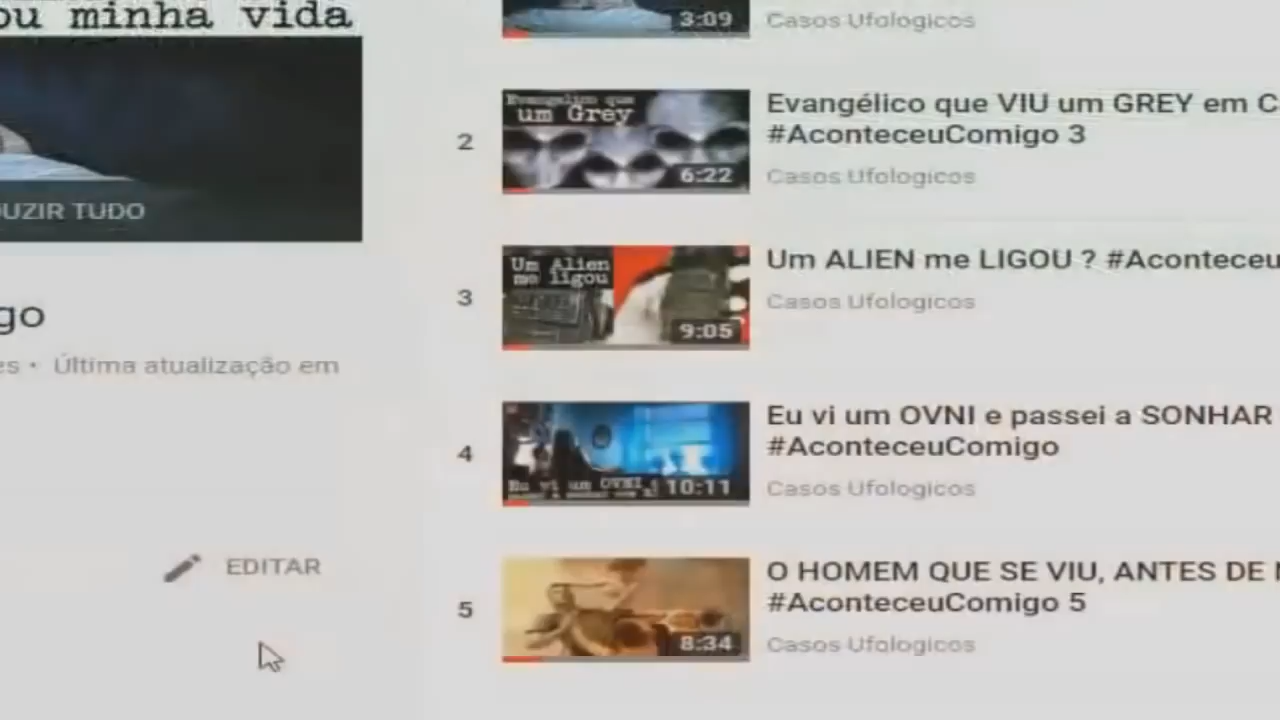 ou minha vida
DUZIR TUDO
go
es • Última atualização em
EDITAR
3:09
Casos Ufologicos
2
Evangélico que
um Grey
6:22
Evangélico que VIU um GREY em C
#AconteceuComigo 3
Casos Ufologicos
3
Um Alien
me ligou
9:05
Um ALIEN me LIGOU ? #Aconteceu
Casos Ufologicos
4
Eu vi um OVNI
10:11
Eu vi um OVNI e passei a SONHAR
#AconteceuComigo
Casos Ufologicos
5
8:34
O HOMEM QUE SE VIU, ANTES DE
#AconteceuComigo 5
Casos Ufologicos